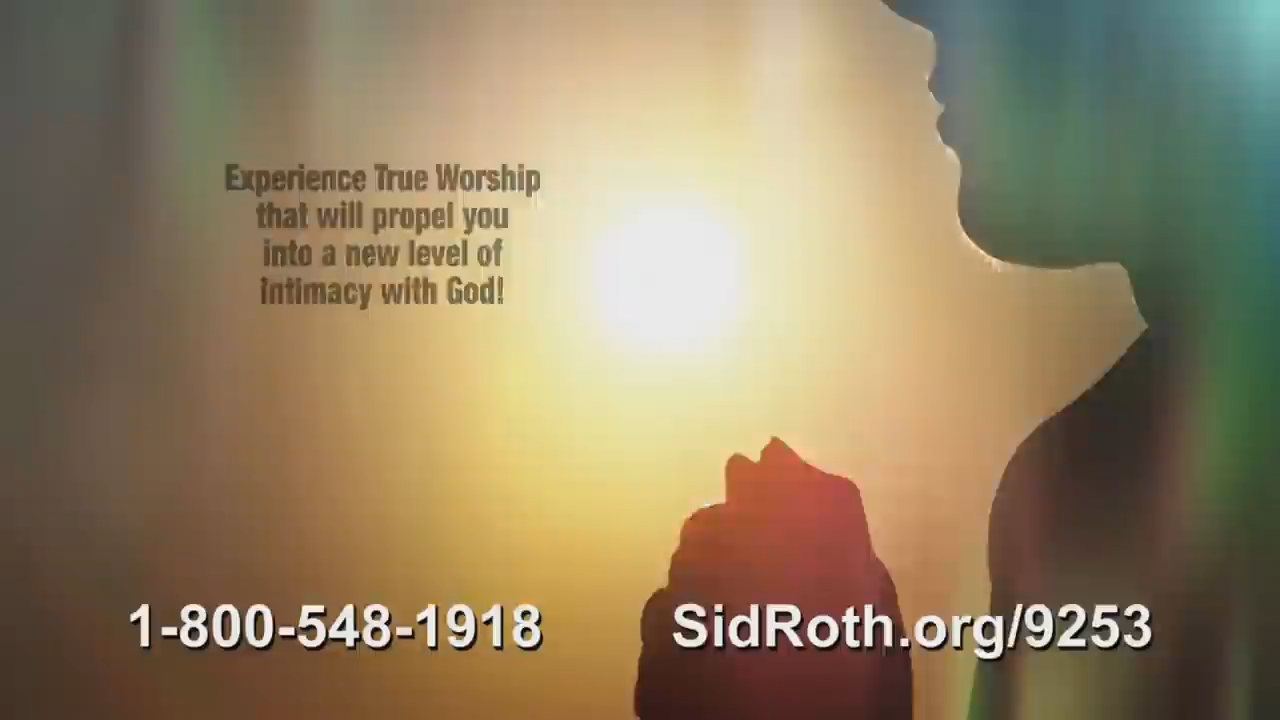 Experience True Worship
that will propel you
into a new level of
intimacy with God!
1-800-548-1918
SidRoth.org/9253